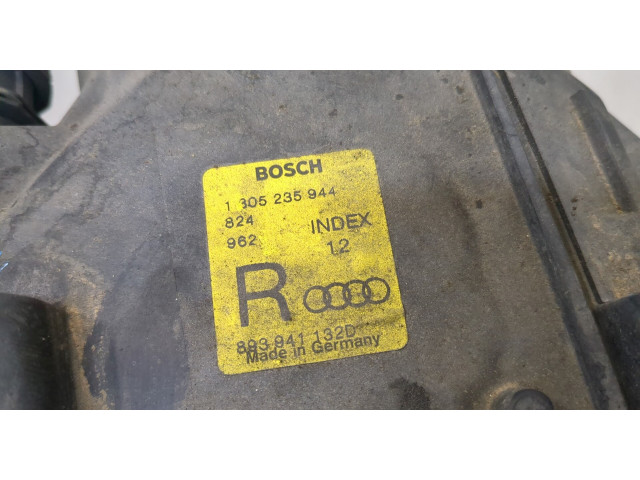 BOSCH
1 305 235 944
824 INDEX
962 12
R
893 941 132D
Made in Germany